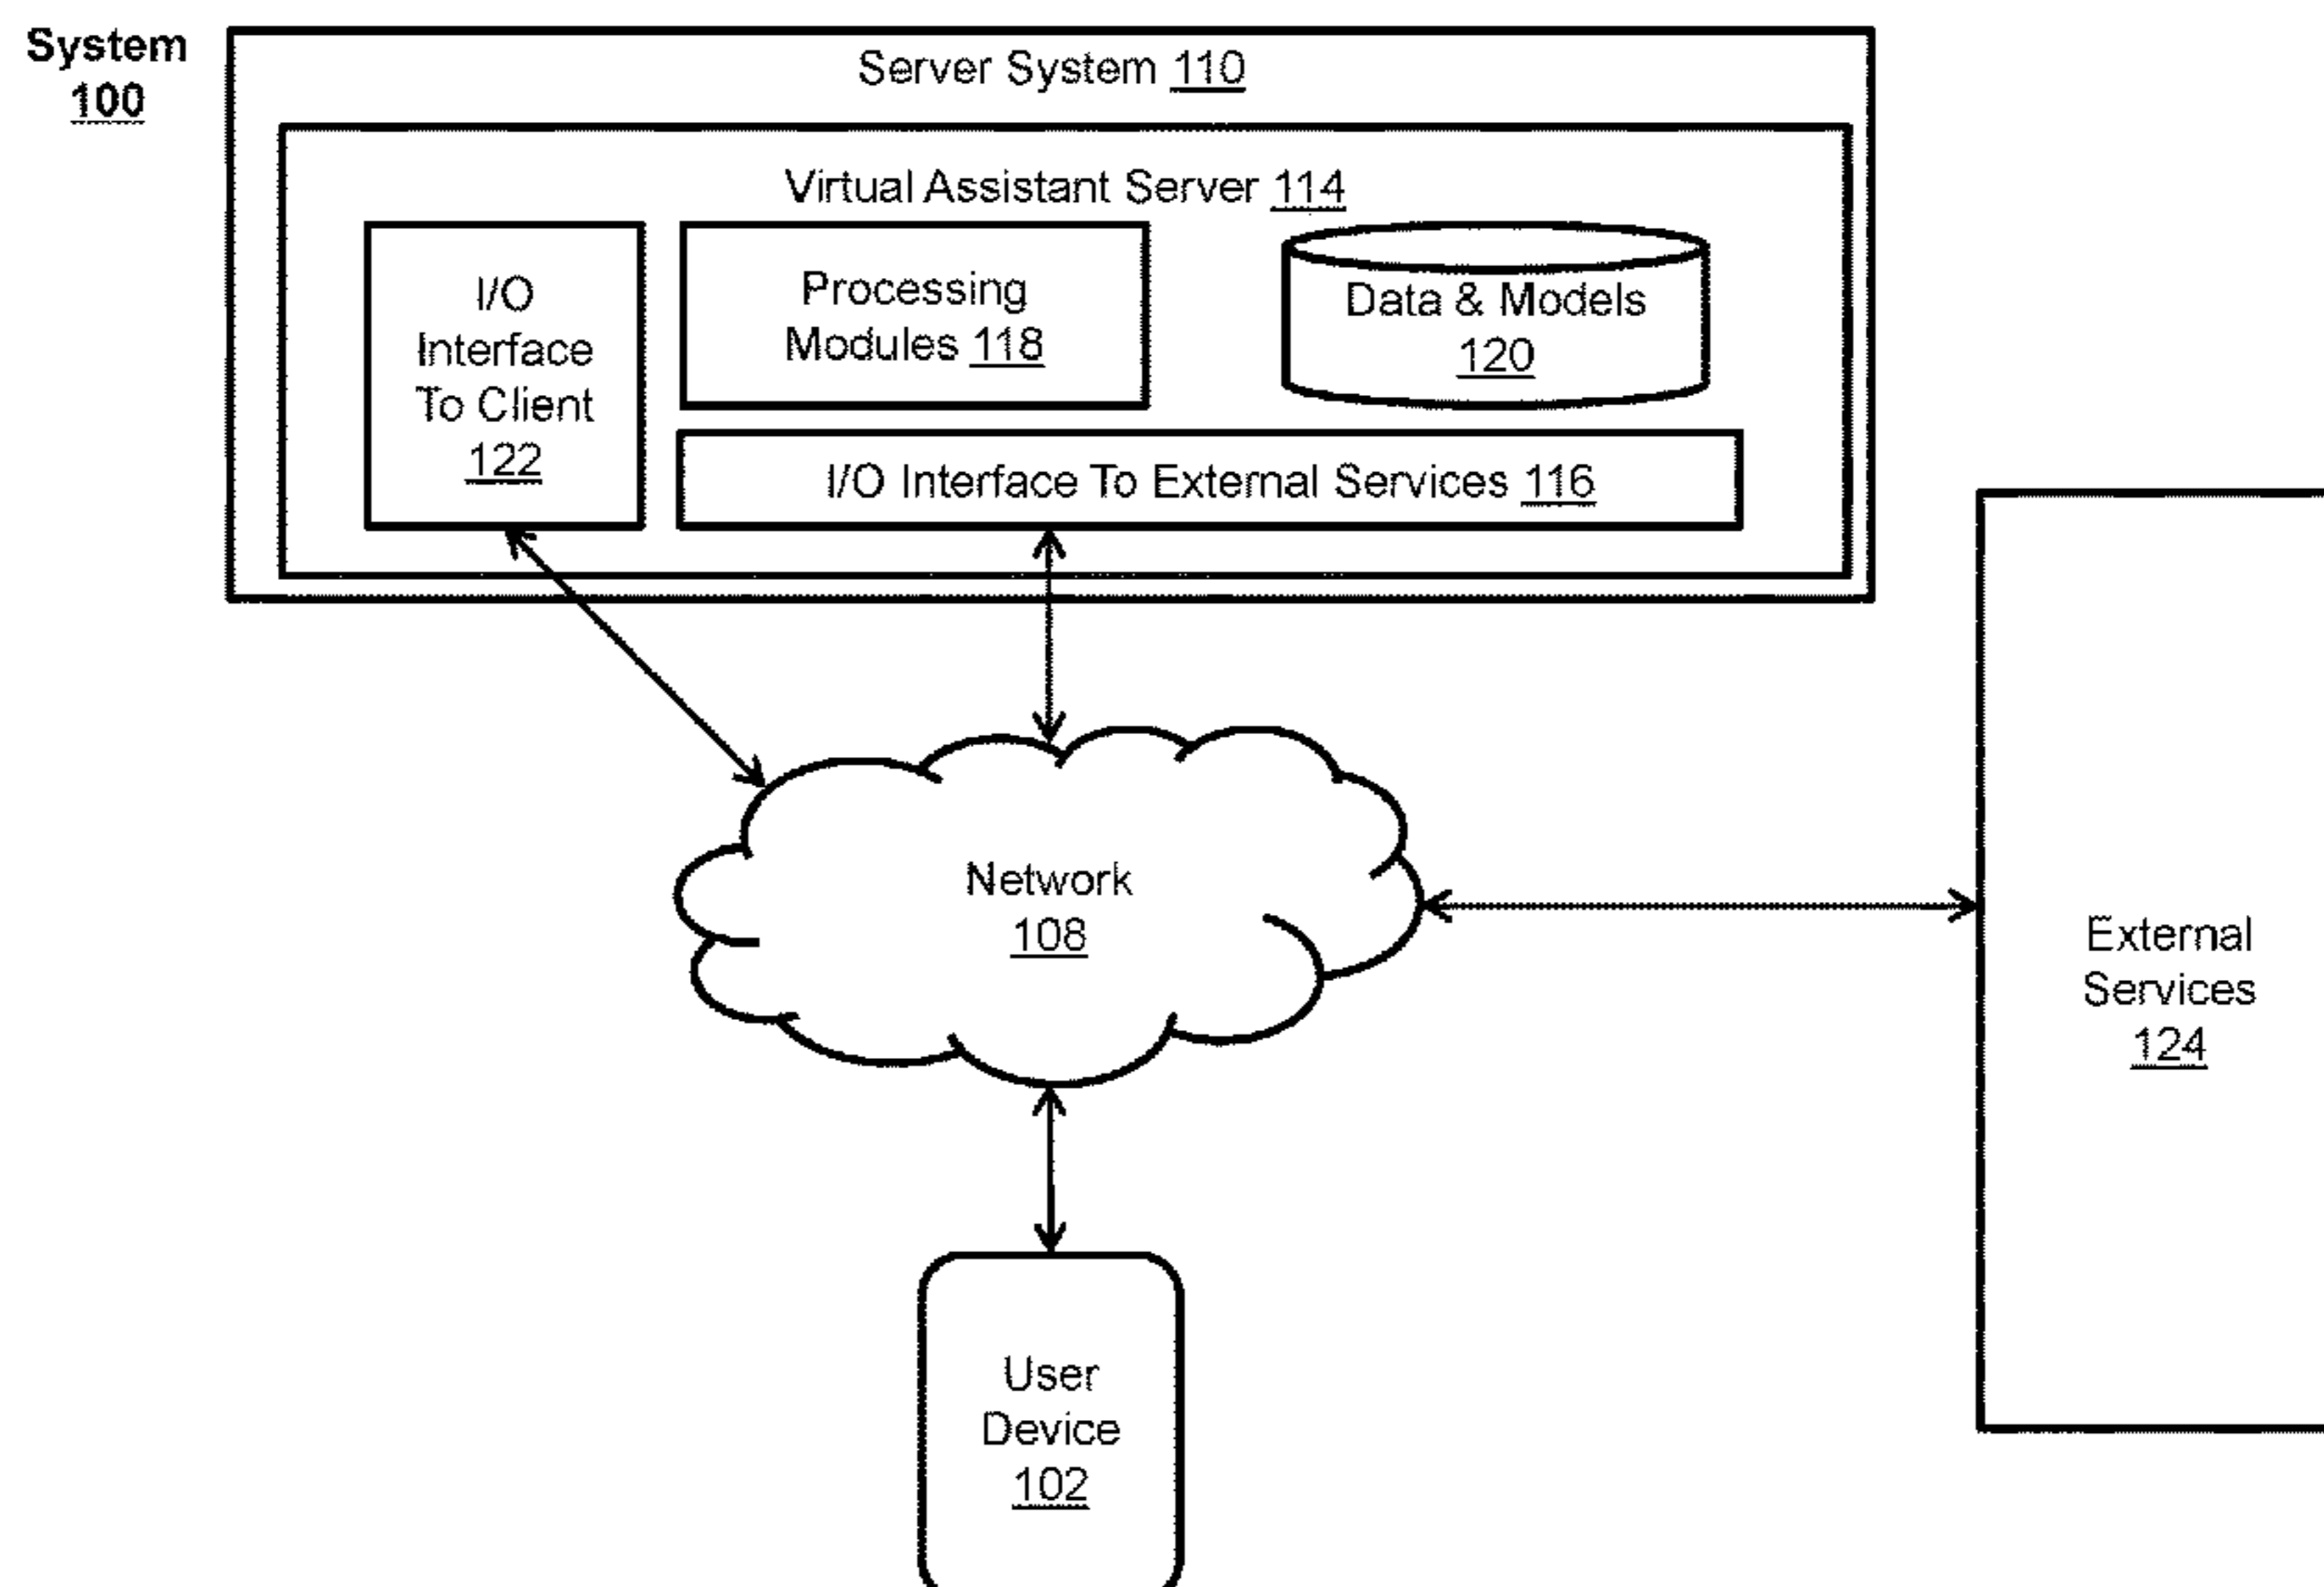 System
100
Server System 110
Virtual Assistant Server 114
I/O
Interface
To Client
122
Processing
Modules 118
Data & Models
120
I/O Interface To External Services 116
Network
108
External
Services
124
User
Device
102